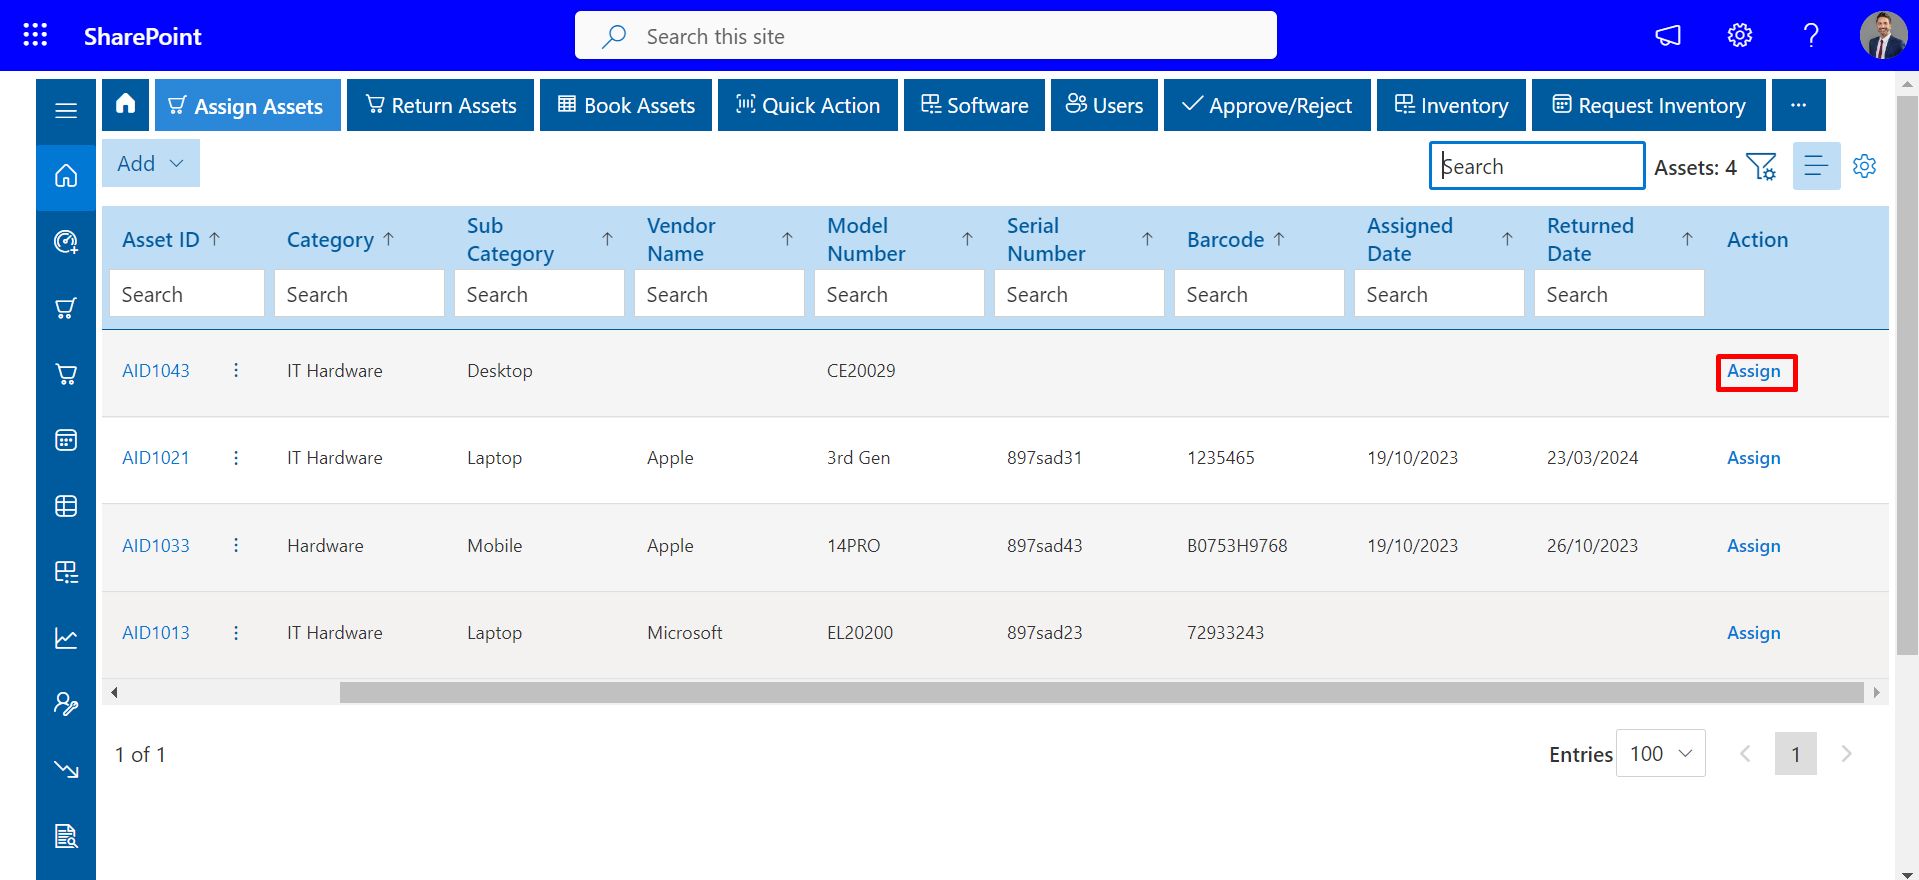 SharePoint
Search this site
Assign Assets
Return Assets
Book Assets
Quick Action
Software
Users
Approve/Reject
Inventory
Request Inventory
Add
Search
Assets: 4
Asset ID
Category
Sub
Category
Vendor
Name
Model
Number
Serial
Number
Barcode
Assigned
Date
Returned
Date
Action
Search Search Search Search Search Search Search Search Search
AID1043 IT Hardware Desktop CE20029 Assign
AID1021 IT Hardware Laptop Apple 3rd Gen 897sad31 1235465 19/10/2023 23/03/2024 Assign
AID1033 Hardware Mobile Apple 14PRO 897sad43 B0753H9768 19/10/2023 26/10/2023 Assign
AID1013 IT Hardware Laptop Microsoft EL20200 897sad23 72933243 Assign
1 of 1
Entries 100 1